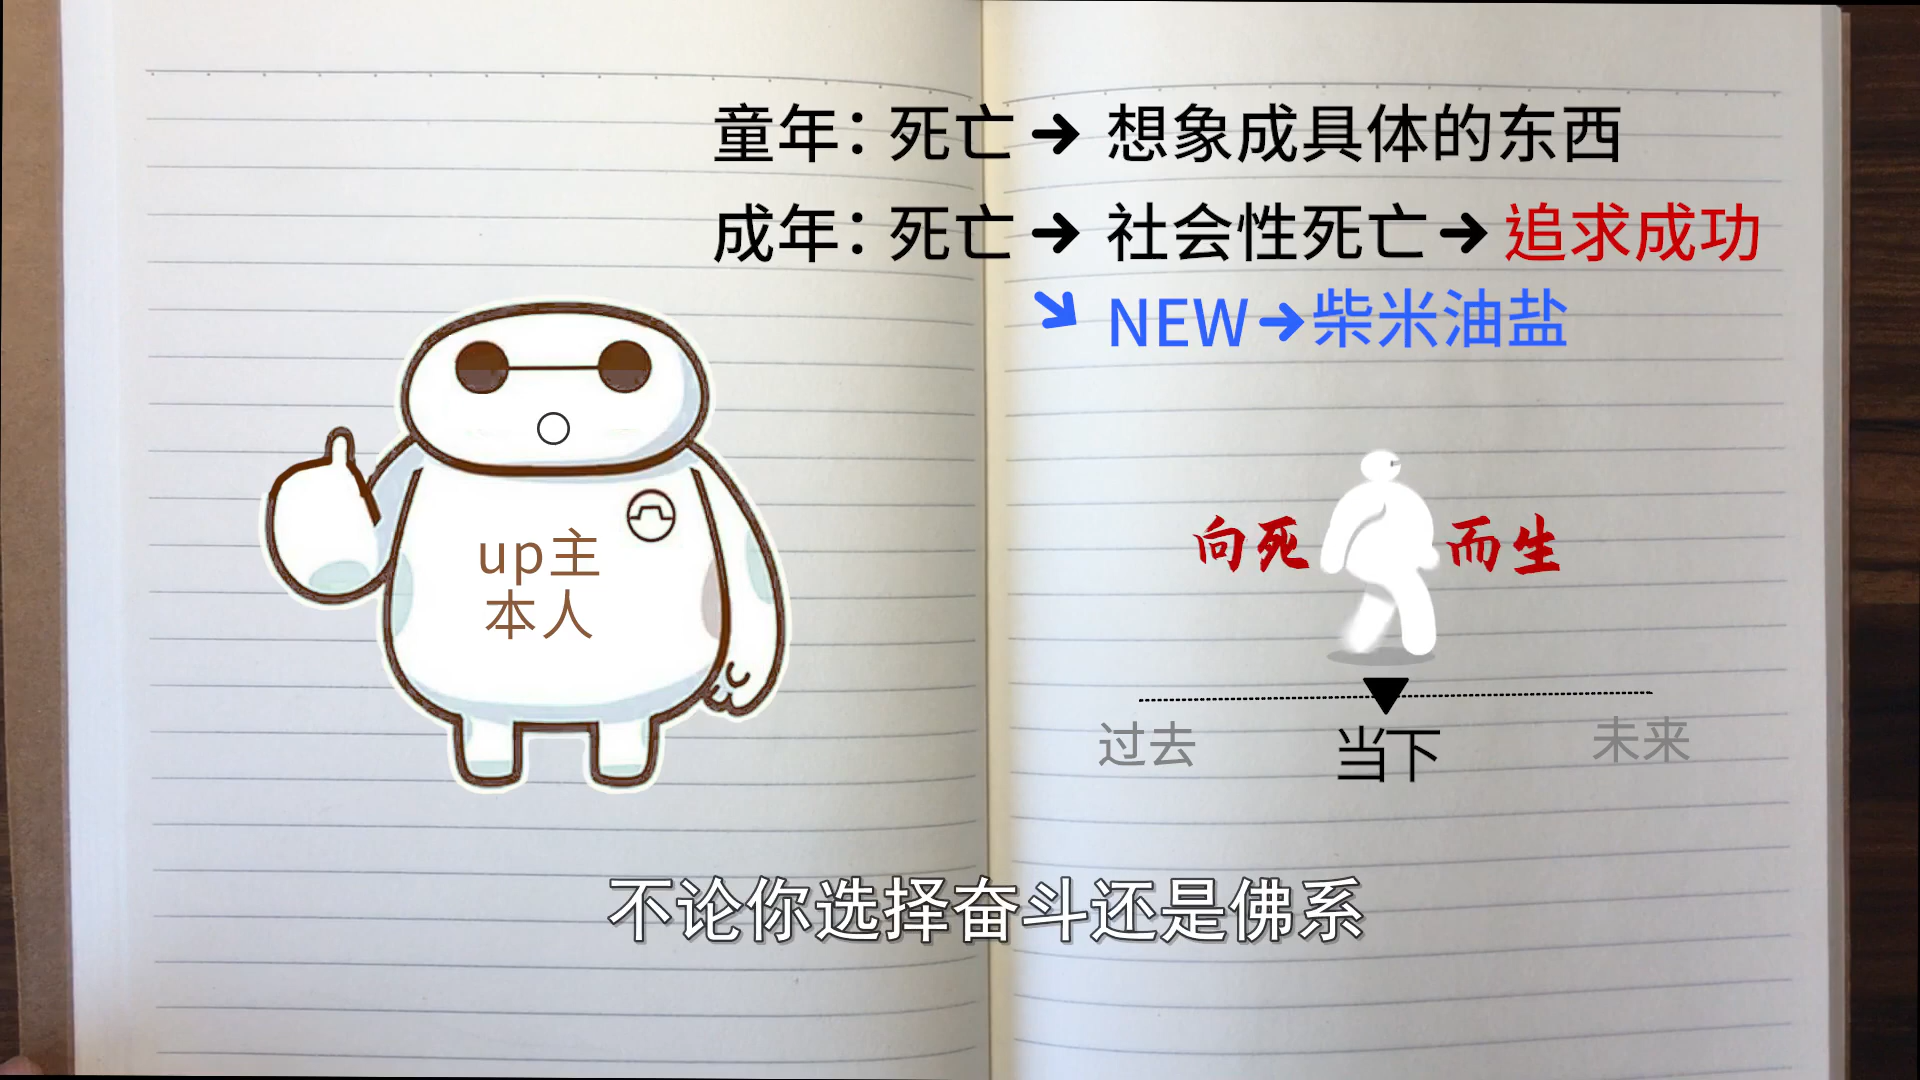 童年：死亡→想象成具体的东西
成年：死亡→社会性死亡→追求成功
↘NEW→柴米油盐
up主
本人
向死而生
过去 当下 未来
不论你选择奋斗还是佛系